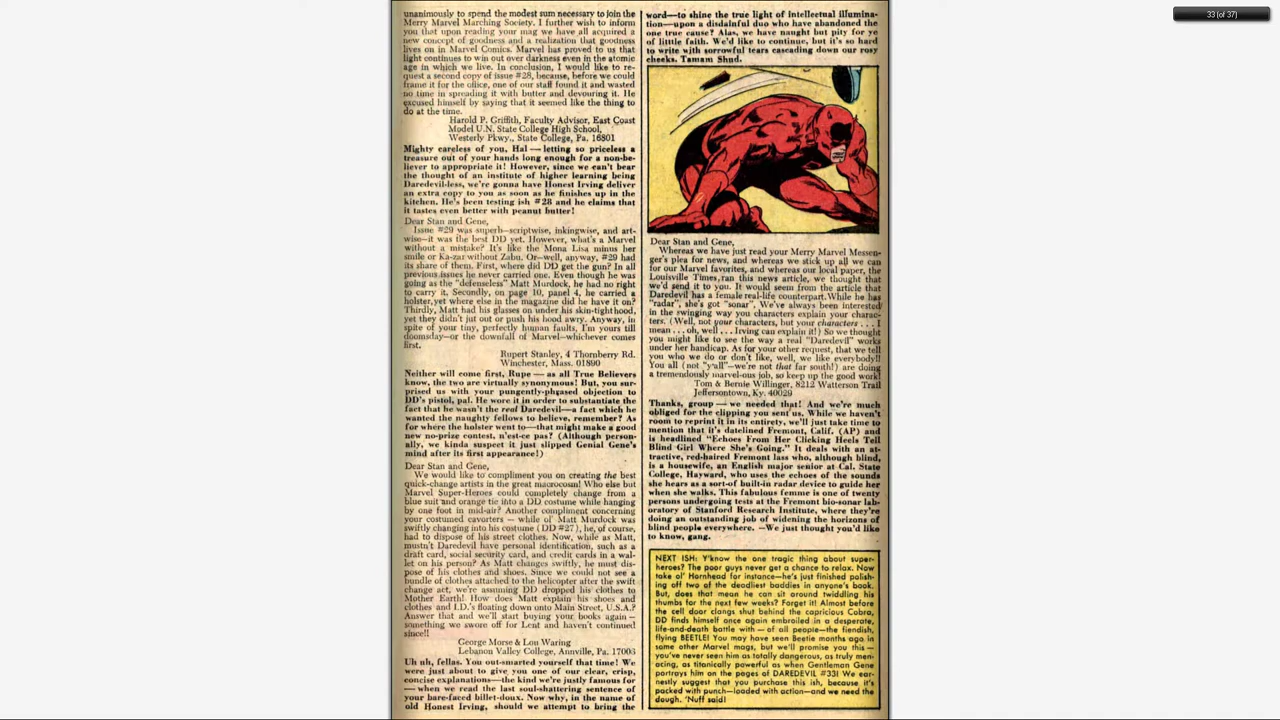 unanimously to spend the modest sum necessary to join the
Merry Marvel Marching Society. I further wish to inform
you that upon reading your mag we have all acquired a
new concept of goodness and a realization that goodness
lives on in Marvel Comics. Marvel has proved to us that
light continues to win out over darkness even in the atomic
age in which we live. In conclusion, I would like to re-
quest a second copy of issue #28, because, before we could
frame it for the office, one of our staff found it and wasted
no time in spreading it with butter and devouring it. He
excused himself by saying that it seemed like the thing to
do at the time.
Harold P. Griffith, Faculty Advisor, East Coast
Model U.N. State College High School,
Westerly Pkwy., State College, Pa. 16801
Mighty careless of you, Hal — letting so priceless a
treasure out of your hands long enough for a non-be-
liever to appropriate it! However, since we can't bear
the thought of an institute of higher learning being
Daredevil-less, we're gonna have Honest Irving deliver
an extra copy to you as soon as he finishes up in the
kitchen. He's been testing ish #28 and he claims that
it tastes even better with peanut butter!
Dear Stan and Gene,
Issue #29 was superb—scriptwise, inkingwise, and art-
wise—it was the best DD yet. However, what's a Marvel
without a mistake? It's like the Mona Lisa minus her
smile or Ka-zar without Zabu. Or—well, anyway, #29 had
its share of them. First, where did DD get the gun? In all
previous issues he never carried one. Even though he was
going as the "defenseless" Matt Murdock, he had no right
to carry it. Secondly, on page 10, panel 4, he carried a
holster, yet where else in the magazine did he have it on?
Thirdly, Matt had his glasses on under his skin-tight hood,
yet they didn't jut out or push his hood awry. Anyway, in
spite of your tiny, perfectly human faults, I'm yours till
doomsday—or the downfall of Marvel—whichever comes
first.
Rupert Stanley, 4 Thornberry Rd.
Winchester, Mass. 01890
Neither will come first, Rupe — as all True Believers
know, the two are virtually synonymous! But, you sur-
prised us with your pungently-phrased objection to
DD's pistol, pal. He wore it in order to substantiate the
fact that he wasn't the real Daredevil—a fact which he
wanted the naughty fellows to believe, remember? As
for where the holster went to—that might make a good
new no-prize contest, n'est-ce pas? (Although person-
ally, we kinda suspect it just slipped Genial Gene's
mind after its first appearance!)
Dear Stan and Gene,
We would like to compliment you on creating the best
quick-change artists in the great macrocosm! Who else but
Marvel Super-Heroes could completely change from a
blue suit and orange tie into a DD costume while hanging
by one foot in mid-air? Another compliment concerning
your costumed cavorters — while ol' Matt Murdock was
swiftly changing into his costume (DD #27), he, of course,
had to dispose of his street clothes. Now, while as Matt,
mustn't Daredevil have personal identification, such as a
draft card, social security card, and credit cards in a wal-
let on his person? As Matt changes swiftly, he must dis-
pose of his clothes and shoes. Since we could not see a
bundle of clothes attached to the helicopter after the swift
change act, we're assuming DD dropped his clothes to
Mother Earth! How does Matt explain his shoes and
clothes and I.D.'s floating down onto Main Street, U.S.A.?
Answer that and we'll start buying your books again —
something we swore off for Lent and haven't continued
since!!
George Morse & Lou Waring
Lebanon Valley College, Annville, Pa. 17003
Uh uh, fellas. You out-smarted yourself that time! We
were just about to give you one of our clear, crisp,
concise explanations—the kind we're justly famous for
— when we read the last soul-shattering sentence of
your bare-faced billet-doux. Now why, in the name of
old Honest Irving, should we attempt to bring the
word—to shine the true light of intellectual illumina-
tion—upon a disdainful duo who have abandoned the
one true cause? Alas, we have naught but pity for ye
of little faith. We'd like to continue, but it's so hard
to write with sorrowful tears cascading down our rosy
cheeks. Tamam Shud.
Dear Stan and Gene,
Whereas we have just read your Merry Marvel Messen-
ger's plea for news, and whereas we stick up all we can
for our Marvel favorites, and whereas our local paper, the
Louisville Times, ran this news article, we thought that
we'd send it to you. It would seem from the article that
Daredevil has a female real-life counterpart. While he has
"radar", she's got "sonar". We've always been interested
in the swinging way you characters explain your charac-
ters. (Well, not your characters, but your characters . . . I
mean . . . oh, well . . . Irving can explain it!) So we thought
you might like to see the way a real "Daredevil" works
under her handicap. As for your other request, that we tell
you who we do or don't like, well, we like everybody!!
You all (not "y'all"—we're not that far south!) are doing
a tremendously marvel-ous job, so keep up the good work!
Tom & Bernie Willinger, 8212 Watterson Trail
Jeffersontown, Ky. 40029
Thanks, group — we needed that! And we're much
obliged for the clipping you sent us. While we haven't
room to reprint it in its entirety, we'll just take time to
mention that it's datelined Fremont, Calif. (AP) and
is headlined "Echoes From Her Clicking Heels Tell
Blind Girl Where She's Going." It deals with an at-
tractive, red-haired Fremont lass who, although blind,
is a housewife, an English major senior at Cal. State
College, Hayward, who uses the echoes of the sounds
she hears as a sort-of built-in radar device to guide her
when she walks. This fabulous femme is one of twenty
persons undergoing tests at the Fremont bio-sonar lab-
oratory of Stanford Research Institute, where they're
doing an outstanding job of widening the horizons of
blind people everywhere. —We just thought you'd like
to know, gang.
NEXT ISH: Y'know the one tragic thing about super-
heroes? The poor guys never get a chance to relax. Now
take ol' Hornhead for instance—he's just finished polish-
ing off two of the deadliest baddies in anyone's book.
But, does that mean he can sit around twiddling his
thumbs for the next few weeks? Forget it! Almost before
the cell door clangs shut behind the capricious Cobra,
DD finds himself once again embroiled in a desperate,
life-and-death battle with — of all people—the fiendish,
flying BEETLE! You may have seen Beetie months ago in
some other Marvel mags, but we'll promise you this —
you've never seen him as totally dangerous, as truly men-
acing, as titanically powerful as when Gentleman Gene
portrays him on the pages of DAREDEVIL #33! We ear-
nestly suggest that you purchase this ish, because it's
packed with punch—loaded with action—and we need the
dough. 'Nuff said!
33 (of 37)